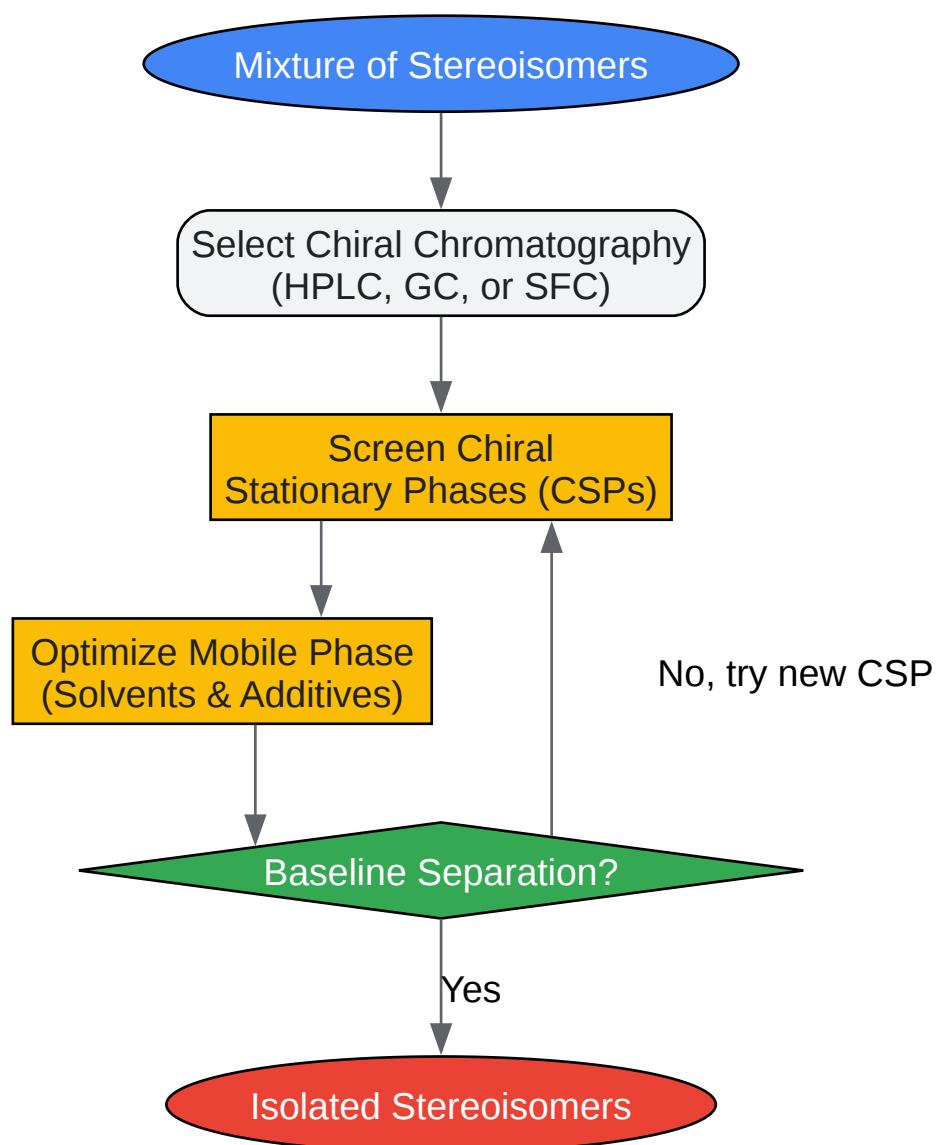 Mixture of Stereoisomers
Select Chiral Chromatography
(HPLC, GC, or SFC)
Screen Chiral
Stationary Phases (CSPs)
Optimize Mobile Phase
(Solvents & Additives)
No, try new CSP
Baseline Separation?
Yes
Isolated Stereoisomers